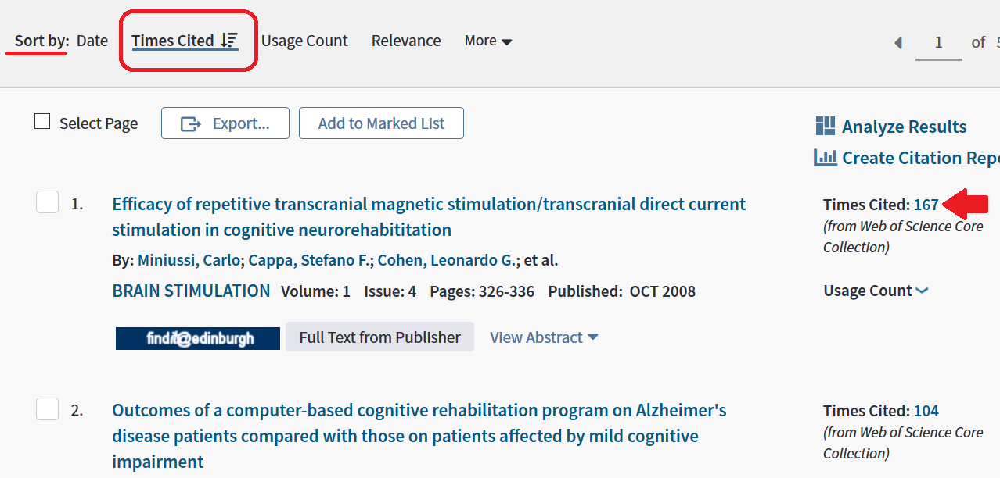 Sort by: Date Times Cited Usage Count Relevance More
1 of
Select Page Export... Add to Marked List
Analyze Results
Create Citation Repo
1. Efficacy of repetitive transcranial magnetic stimulation/transcranial direct current
stimulation in cognitive neurorehabititation
By: Miniussi, Carlo; Cappa, Stefano F.; Cohen, Leonardo G.; et al.
BRAIN STIMULATION Volume: 1 Issue: 4 Pages: 326-336 Published: OCT 2008
findit@edinburgh Full Text from Publisher View Abstract
Times Cited: 167
(from Web of Science Core
Collection)
Usage Count
2. Outcomes of a computer-based cognitive rehabilitation program on Alzheimer's
disease patients compared with those on patients affected by mild cognitive
impairment
Times Cited: 104
(from Web of Science Core
Collection)